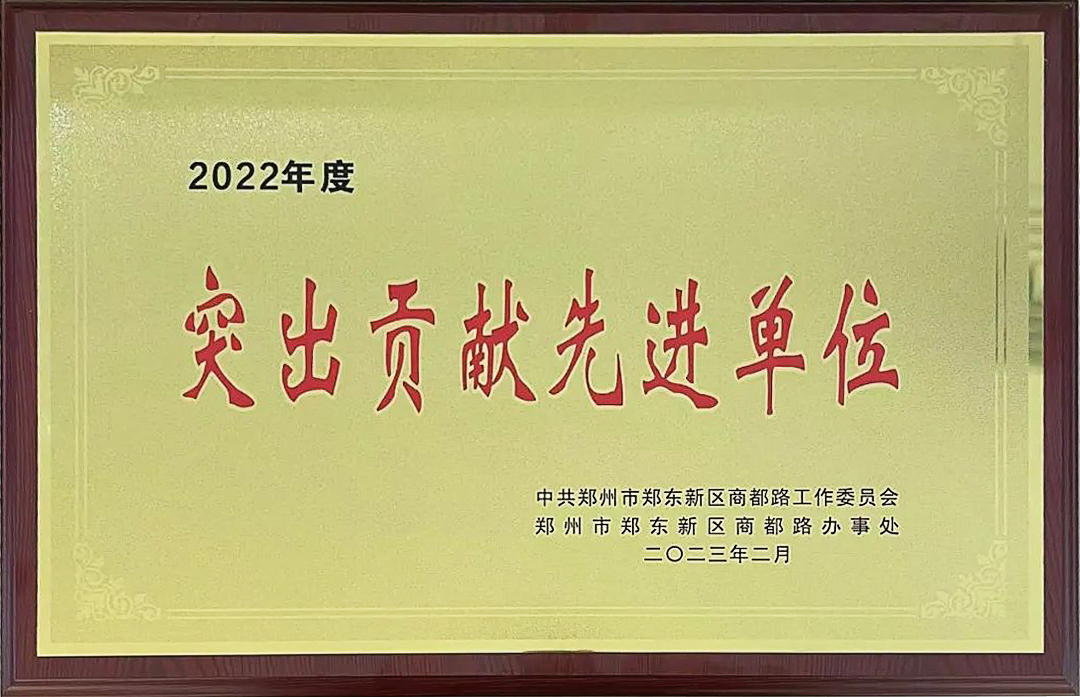 2022年度
突出贡献先进单位
中共郑州市郑东新区商都路工作委员会
郑州市郑东新区商都路办事处
二〇二三年二月